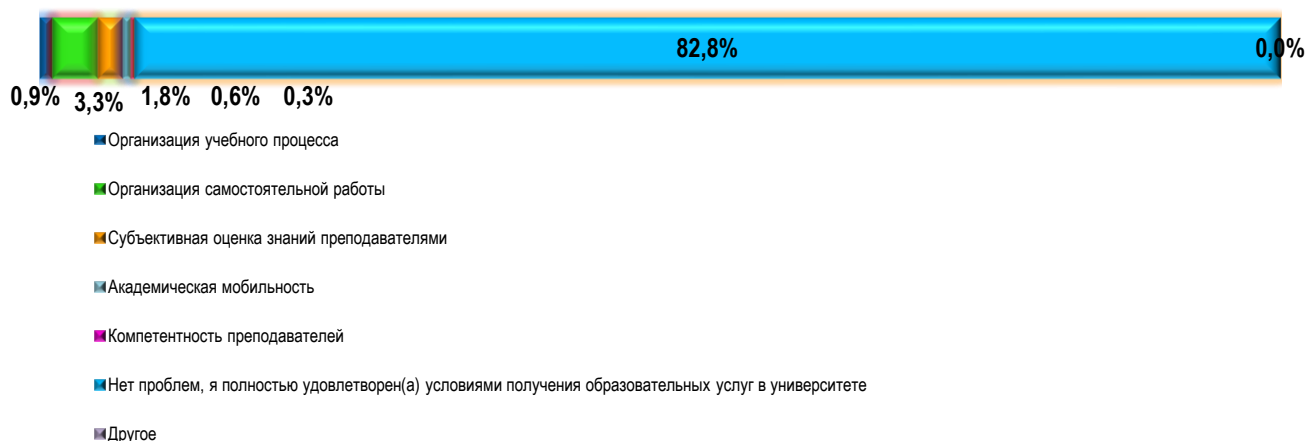 82,8% 0,0%
0,9% 3,3% 1,8% 0,6% 0,3%
Организация учебного процесса
Организация самостоятельной работы
Субъективная оценка знаний преподавателями
Академическая мобильность
Компетентность преподавателей
Нет проблем, я полностью удовлетворен(а) условиями получения образовательных услуг в университете
Другое